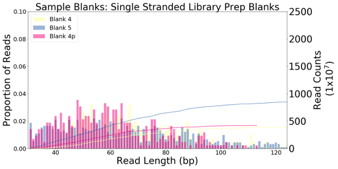 Sample Blanks: Single Stranded Library Prep Blanks
Blank 4
Blank 5
Blank 4p
Proportion of Reads
0.10
0.08
0.06
0.04
0.02
0.00
40
60
80
100
120
Read Length (bp)
2500
2000
1500
1000
500
0
Read Counts
(1x10⁷)